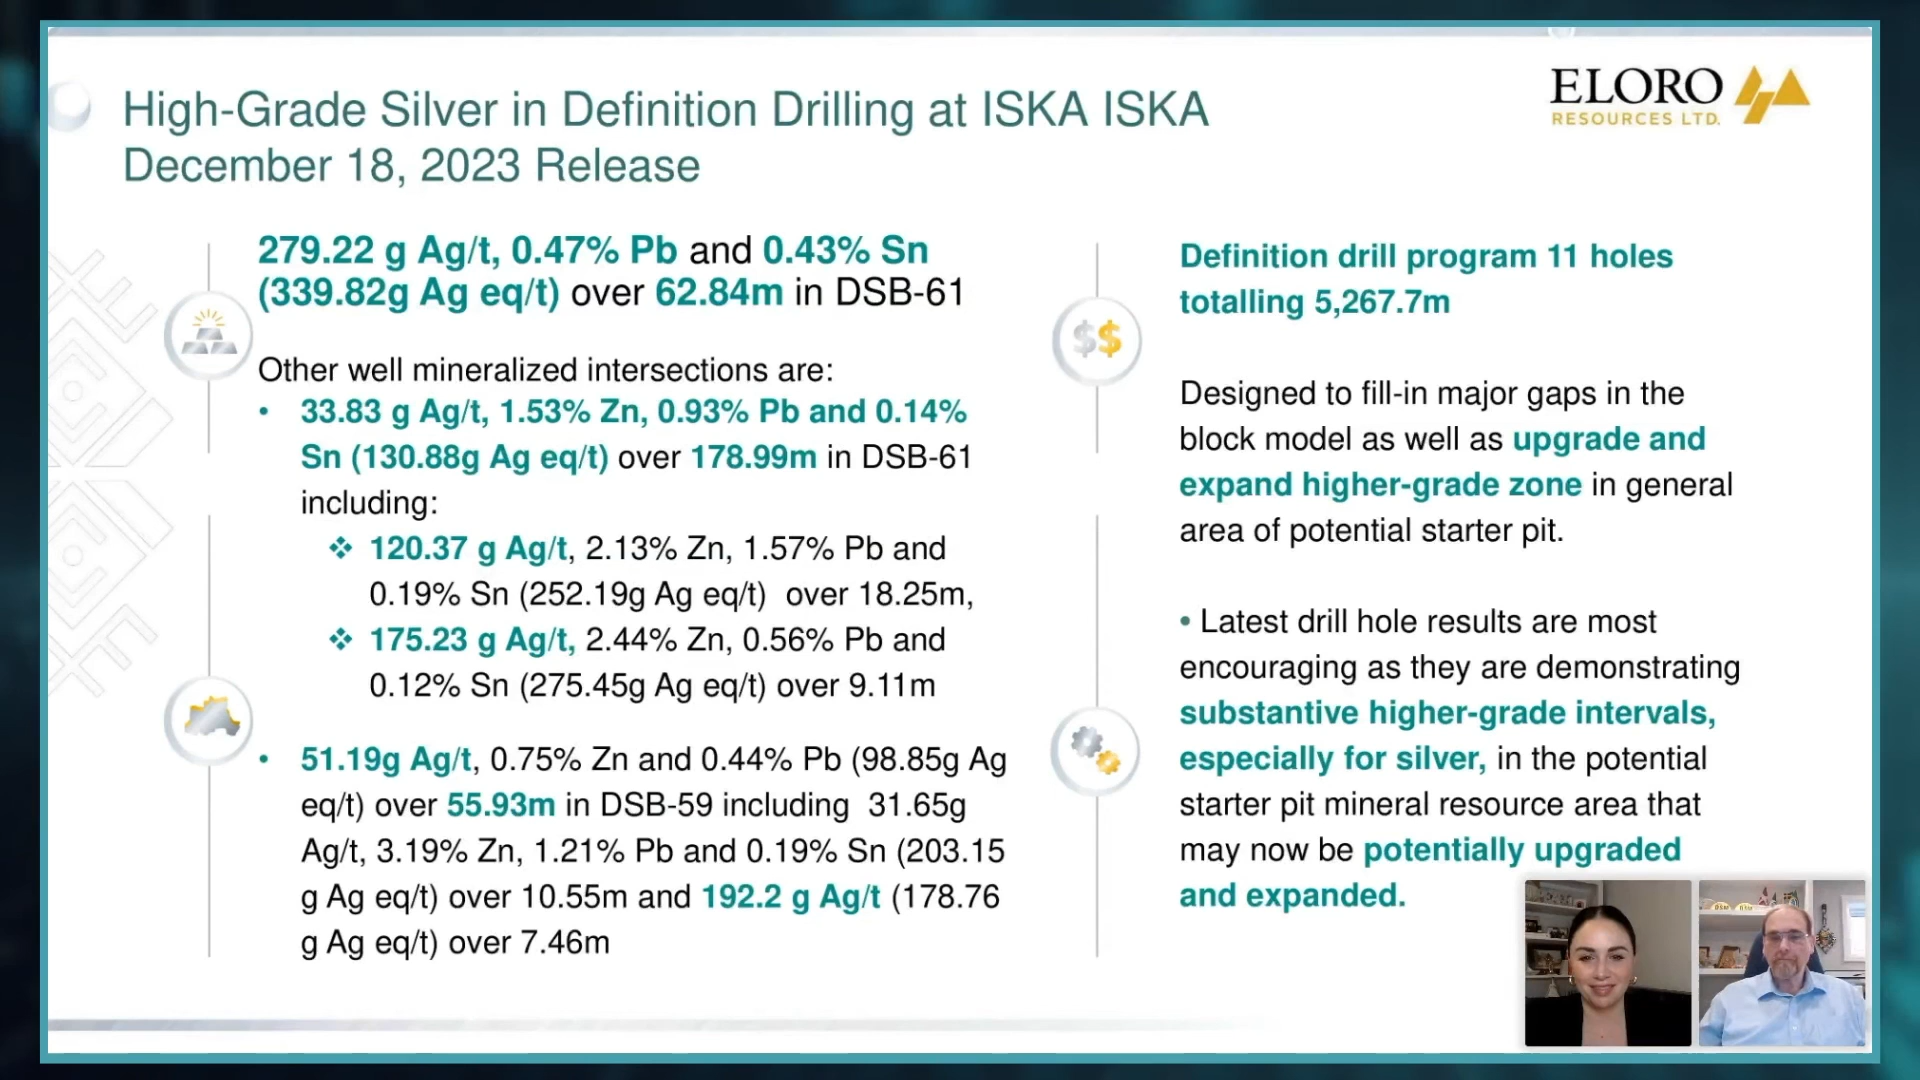 High-Grade Silver in Definition Drilling at ISKA ISKA
December 18, 2023 Release
ELORO
RESOURCES LTD.
279.22 g Ag/t, 0.47% Pb and 0.43% Sn
(339.82g Ag eq/t) over 62.84m in DSB-61
Other well mineralized intersections are:
• 33.83 g Ag/t, 1.53% Zn, 0.93% Pb and 0.14%
Sn (130.88g Ag eq/t) over 178.99m in DSB-61
including:
❖ 120.37 g Ag/t, 2.13% Zn, 1.57% Pb and
0.19% Sn (252.19g Ag eq/t) over 18.25m,
❖ 175.23 g Ag/t, 2.44% Zn, 0.56% Pb and
0.12% Sn (275.45g Ag eq/t) over 9.11m
• 51.19g Ag/t, 0.75% Zn and 0.44% Pb (98.85g Ag
eq/t) over 55.93m in DSB-59 including 31.65g
Ag/t, 3.19% Zn, 1.21% Pb and 0.19% Sn (203.15
g Ag eq/t) over 10.55m and 192.2 g Ag/t (178.76
g Ag eq/t) over 7.46m
$$
Definition drill program 11 holes
totalling 5,267.7m
Designed to fill-in major gaps in the
block model as well as upgrade and
expand higher-grade zone in general
area of potential starter pit.
• Latest drill hole results are most
encouraging as they are demonstrating
substantive higher-grade intervals,
especially for silver, in the potential
starter pit mineral resource area that
may now be potentially upgraded
and expanded.